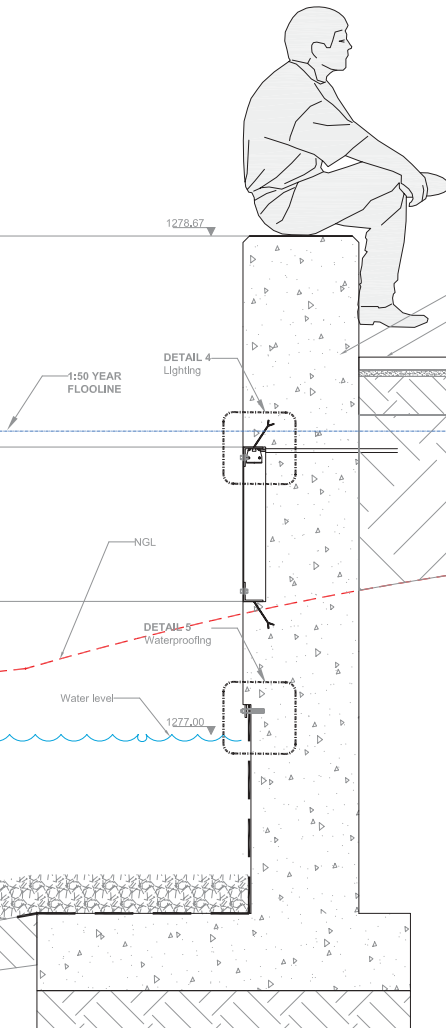 1278.67
DETAIL 4
Lighting
1:50 YEAR
FLOOLINE
NGL
DETAIL 5
Waterproofing
Water level
1277.00